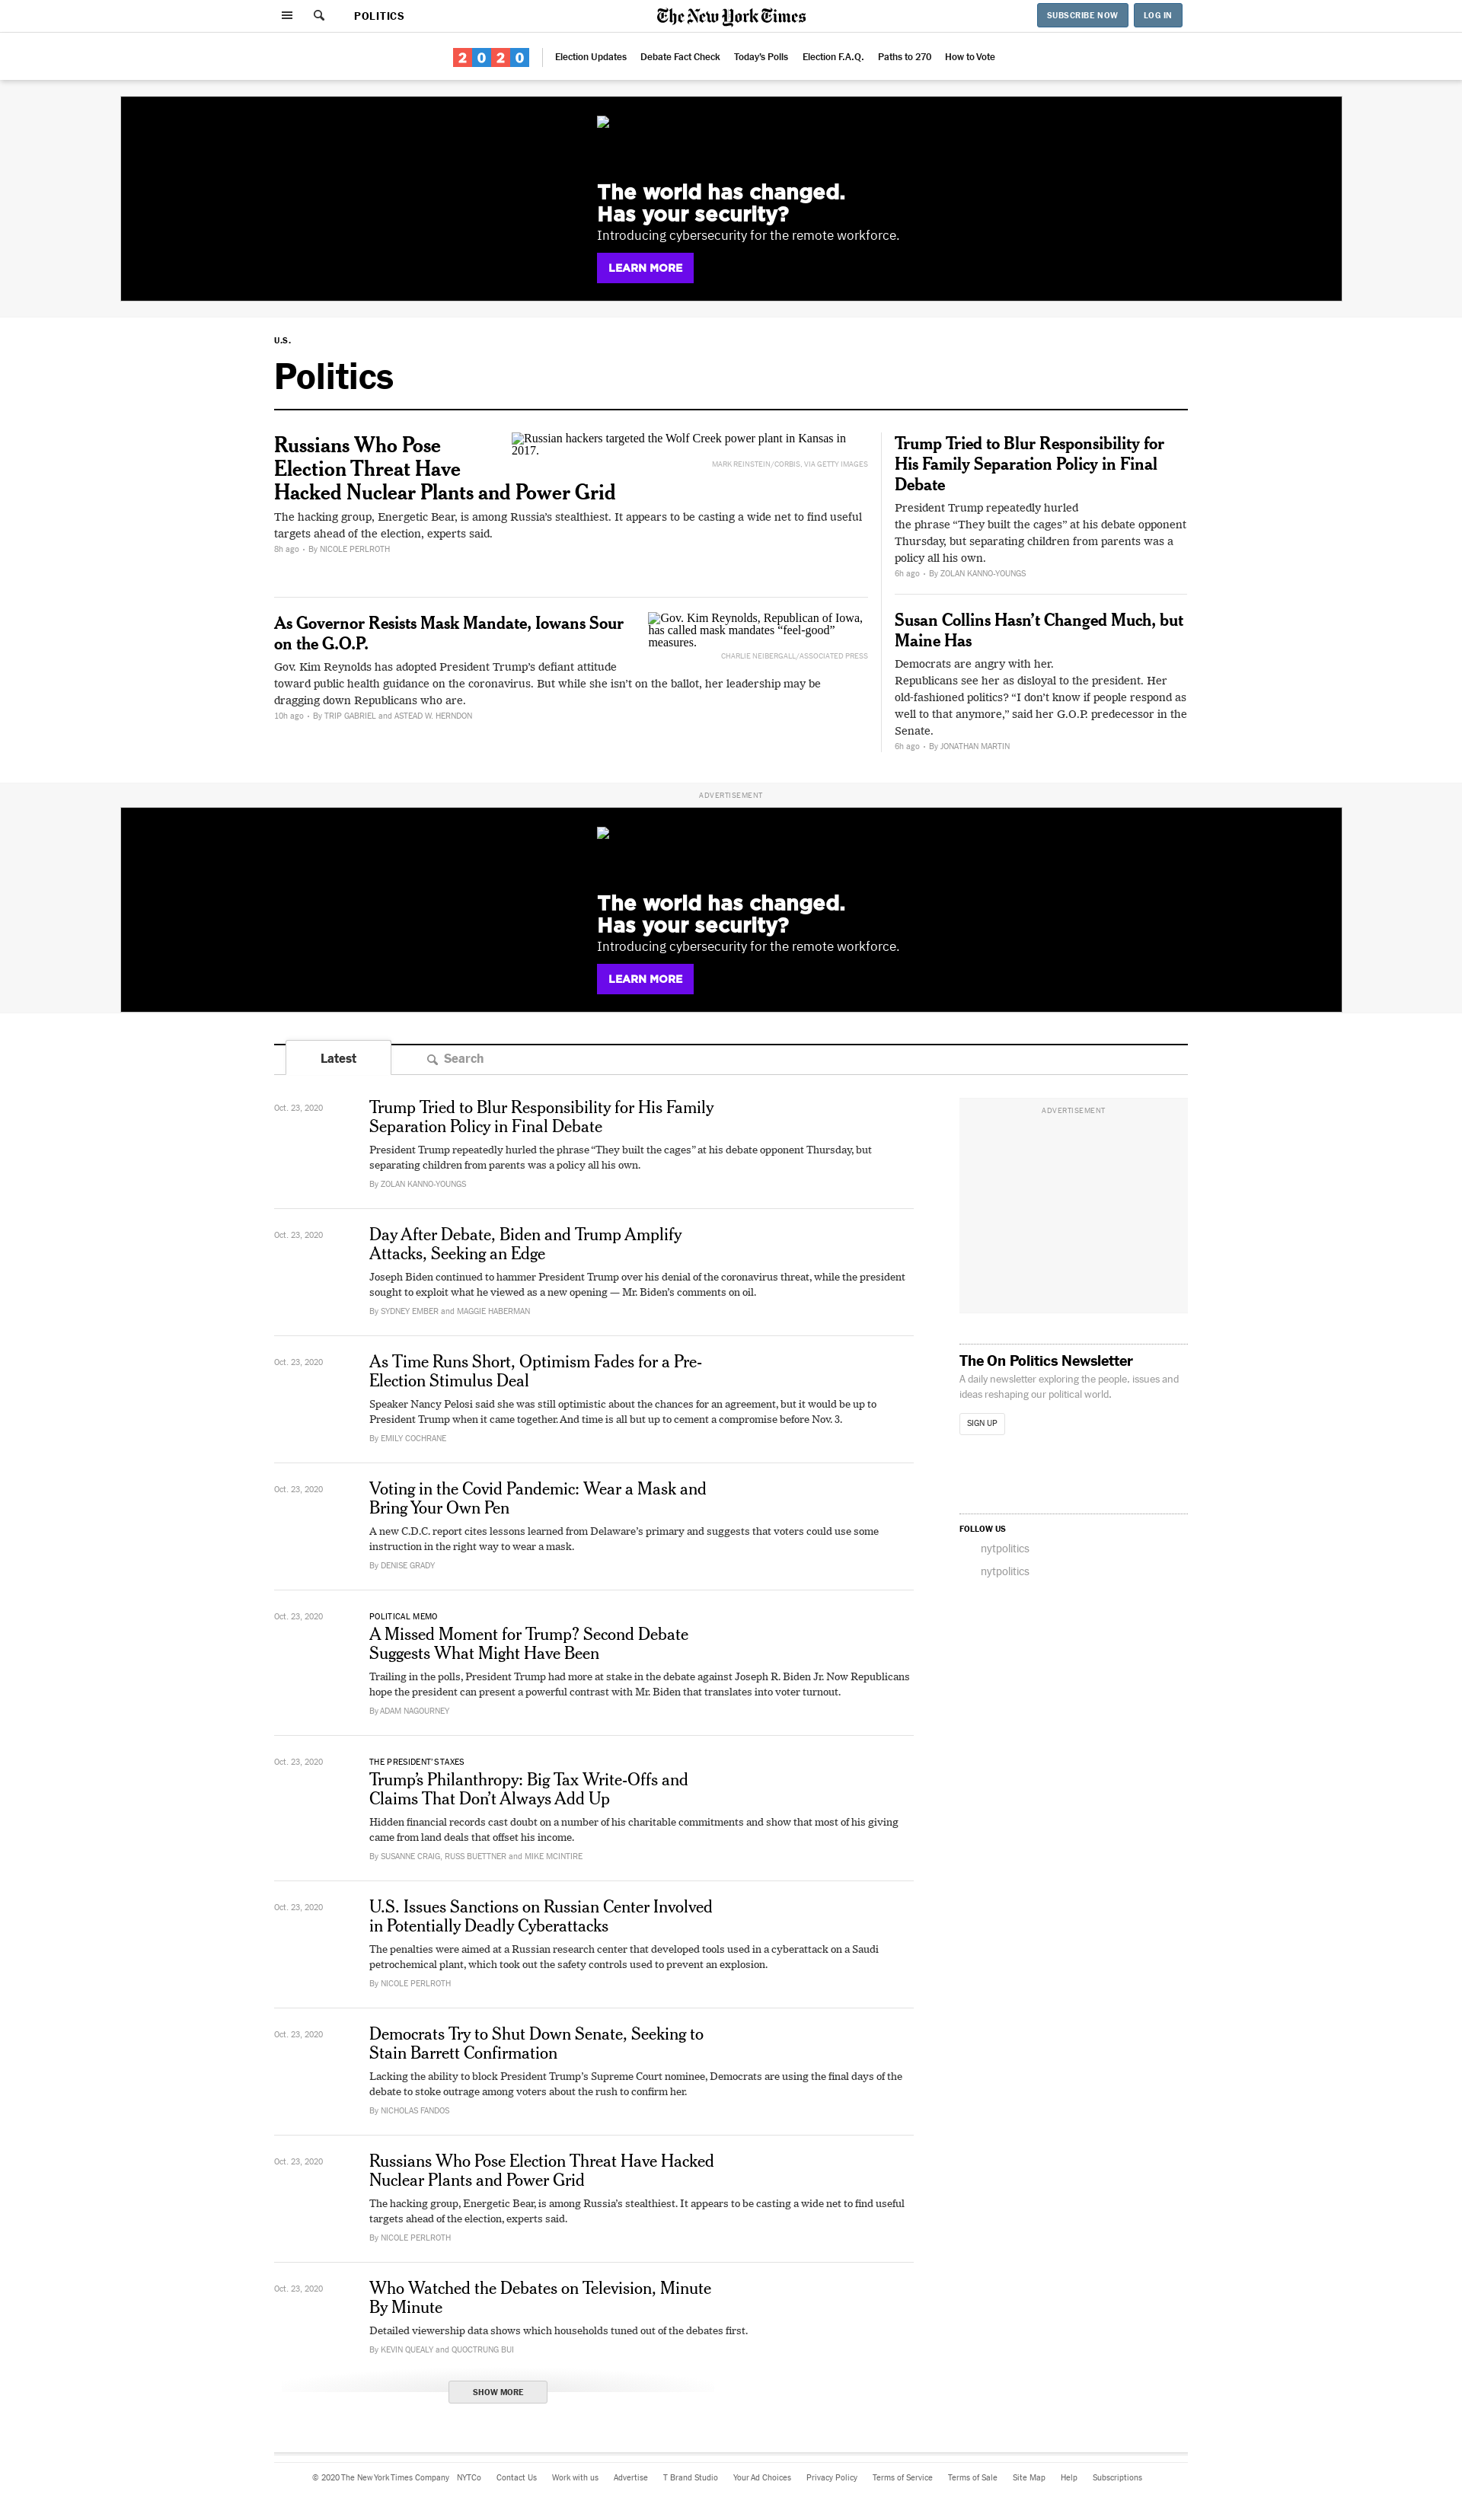 POLITICS
The New York Times
SUBSCRIBE NOW
LOG IN
2020
Election Updates
Debate Fact Check
Today's Polls
Election F.A.Q.
Paths to 270
How to Vote
The world has changed.
Has your security?
Introducing cybersecurity for the remote workforce.
LEARN MORE
U.S.
Politics
Russians Who Pose
Election Threat Have
Hacked Nuclear Plants and Power Grid
Russian hackers targeted the Wolf Creek power plant in Kansas in
2017.
MARK REINSTEIN/CORBIS, VIA GETTY IMAGES
The hacking group, Energetic Bear, is among Russia’s stealthiest. It appears to be casting a wide net to find useful
targets ahead of the election, experts said.
8h ago • By NICOLE PERLROTH
As Governor Resists Mask Mandate, Iowans Sour
on the G.O.P.
Gov. Kim Reynolds, Republican of Iowa,
has called mask mandates “feel-good”
measures.
CHARLIE NEIBERGALL/ASSOCIATED PRESS
Gov. Kim Reynolds has adopted President Trump’s defiant attitude
toward public health guidance on the coronavirus. But while she isn’t on the ballot, her leadership may be
dragging down Republicans who are.
10h ago • By TRIP GABRIEL and ASTEAD W. HERNDON
Trump Tried to Blur Responsibility for
His Family Separation Policy in Final
Debate
President Trump repeatedly hurled
the phrase “They built the cages” at his debate opponent
Thursday, but separating children from parents was a
policy all his own.
6h ago • By ZOLAN KANNO-YOUNGS
Susan Collins Hasn’t Changed Much, but
Maine Has
Democrats are angry with her.
Republicans see her as disloyal to the president. Her
old-fashioned politics? “I don’t know if people respond as
well to that anymore,” said her G.O.P. predecessor in the
Senate.
6h ago • By JONATHAN MARTIN
ADVERTISEMENT
The world has changed.
Has your security?
Introducing cybersecurity for the remote workforce.
LEARN MORE
Latest
Search
Oct. 23, 2020
Trump Tried to Blur Responsibility for His Family
Separation Policy in Final Debate
President Trump repeatedly hurled the phrase “They built the cages” at his debate opponent Thursday, but
separating children from parents was a policy all his own.
By ZOLAN KANNO-YOUNGS
Oct. 23, 2020
Day After Debate, Biden and Trump Amplify
Attacks, Seeking an Edge
Joseph Biden continued to hammer President Trump over his denial of the coronavirus threat, while the president
sought to exploit what he viewed as a new opening — Mr. Biden’s comments on oil.
By SYDNEY EMBER and MAGGIE HABERMAN
Oct. 23, 2020
As Time Runs Short, Optimism Fades for a Pre-
Election Stimulus Deal
Speaker Nancy Pelosi said she was still optimistic about the chances for an agreement, but it would be up to
President Trump when it came together. And time is all but up to cement a compromise before Nov. 3.
By EMILY COCHRANE
Oct. 23, 2020
Voting in the Covid Pandemic: Wear a Mask and
Bring Your Own Pen
A new C.D.C. report cites lessons learned from Delaware’s primary and suggests that voters could use some
instruction in the right way to wear a mask.
By DENISE GRADY
Oct. 23, 2020
POLITICAL MEMO
A Missed Moment for Trump? Second Debate
Suggests What Might Have Been
Trailing in the polls, President Trump had more at stake in the debate against Joseph R. Biden Jr. Now Republicans
hope the president can present a powerful contrast with Mr. Biden that translates into voter turnout.
By ADAM NAGOURNEY
Oct. 23, 2020
THE PRESIDENT’S TAXES
Trump’s Philanthropy: Big Tax Write-Offs and
Claims That Don’t Always Add Up
Hidden financial records cast doubt on a number of his charitable commitments and show that most of his giving
came from land deals that offset his income.
By SUSANNE CRAIG, RUSS BUETTNER and MIKE MCINTIRE
Oct. 23, 2020
U.S. Issues Sanctions on Russian Center Involved
in Potentially Deadly Cyberattacks
The penalties were aimed at a Russian research center that developed tools used in a cyberattack on a Saudi
petrochemical plant, which took out the safety controls used to prevent an explosion.
By NICOLE PERLROTH
Oct. 23, 2020
Democrats Try to Shut Down Senate, Seeking to
Stain Barrett Confirmation
Lacking the ability to block President Trump’s Supreme Court nominee, Democrats are using the final days of the
debate to stoke outrage among voters about the rush to confirm her.
By NICHOLAS FANDOS
Oct. 23, 2020
Russians Who Pose Election Threat Have Hacked
Nuclear Plants and Power Grid
The hacking group, Energetic Bear, is among Russia’s stealthiest. It appears to be casting a wide net to find useful
targets ahead of the election, experts said.
By NICOLE PERLROTH
Oct. 23, 2020
Who Watched the Debates on Television, Minute
By Minute
Detailed viewership data shows which households tuned out of the debates first.
By KEVIN QUEALY and QUOCTRUNG BUI
SHOW MORE
ADVERTISEMENT
The On Politics Newsletter
A daily newsletter exploring the people, issues and
ideas reshaping our political world.
SIGN UP
FOLLOW US
nytpolitics
nytpolitics
© 2020 The New York Times Company
NYTCo
Contact Us
Work with us
Advertise
T Brand Studio
Your Ad Choices
Privacy Policy
Terms of Service
Terms of Sale
Site Map
Help
Subscriptions